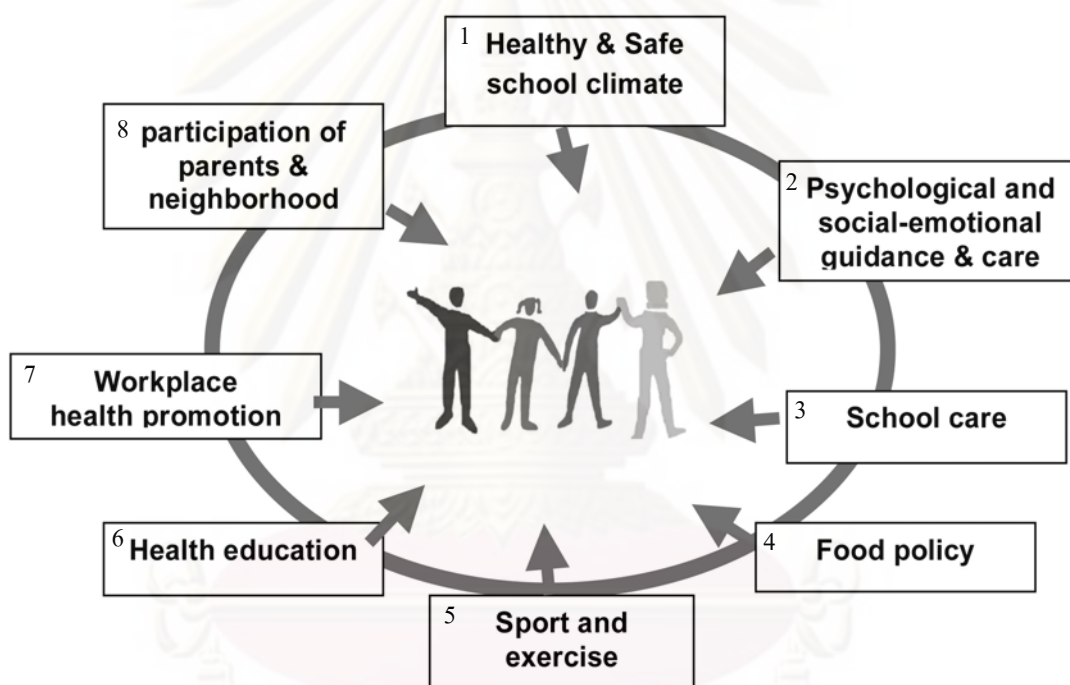 1 Healthy & Safe
school climate
2 Psychological and
social-emotional
guidance & care
3 School care
4 Food policy
5 Sport and
exercise
6 Health education
7 Workplace
health promotion
8 participation of
parents &
neighborhood